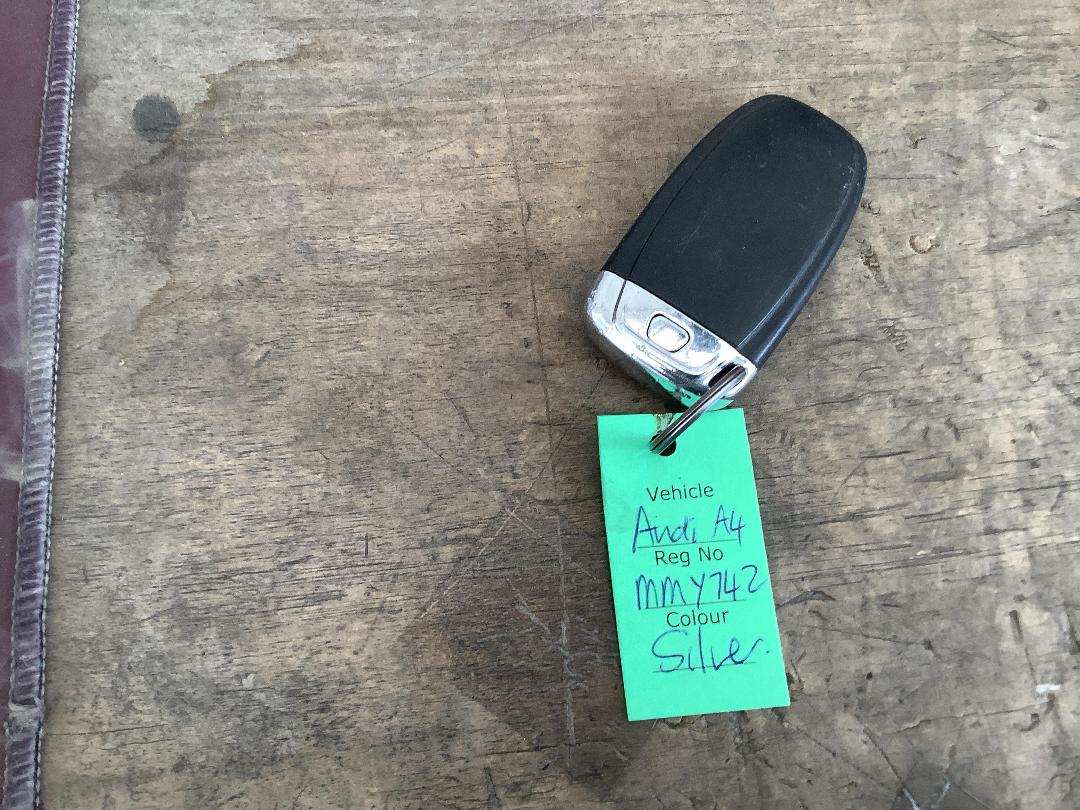 Vehicle
Audi A4
Reg No
MMY742
Colour
Silver.